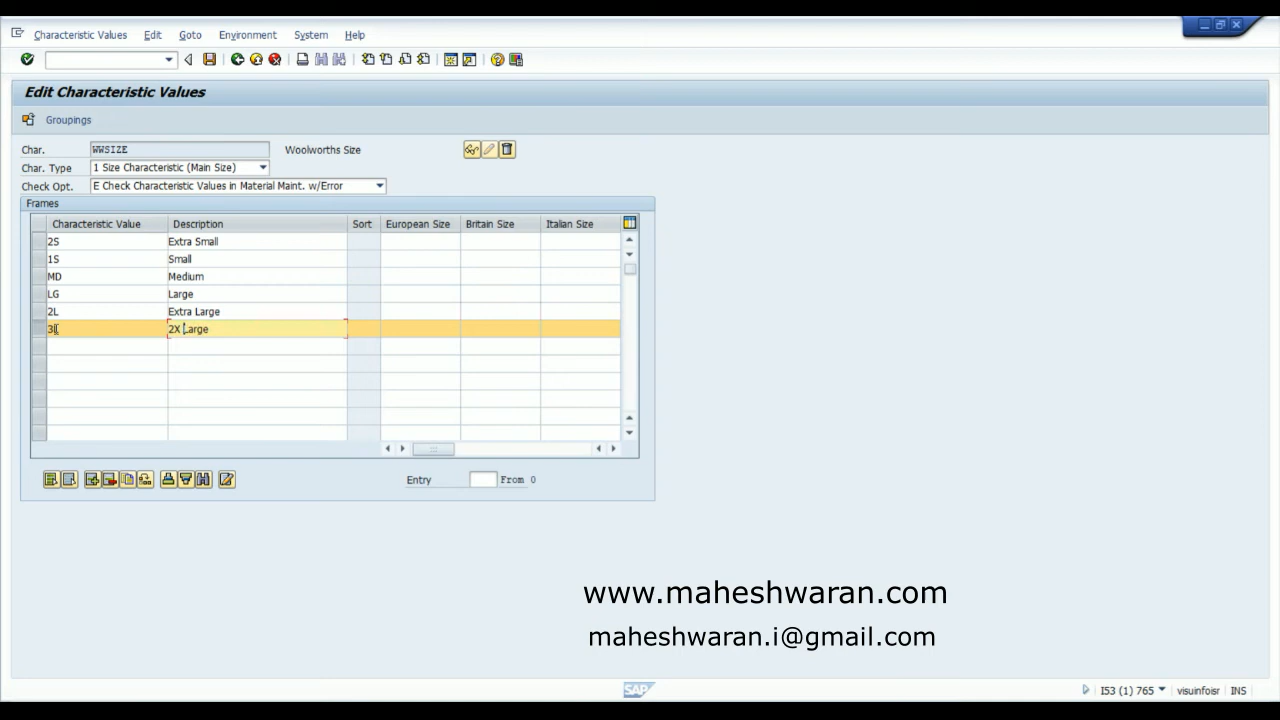 Characteristic Values Edit Goto Environment System Help
Edit Characteristic Values
Groupings
Char. WWSIZE Woolworths Size
Char. Type 1 Size Characteristic (Main Size)
Check Opt. E Check Characteristic Values in Material Maint. w/Error
Frames
Characteristic Value Description Sort European Size Britain Size Italian Size
2S Extra Small
1S Small
MD Medium
LG Large
2L Extra Large
3L 2X Large
Entry From 0
www.maheshwaran.com
maheshwaran.i@gmail.com
SAP I53 (1) 765 visuinfoisr INS